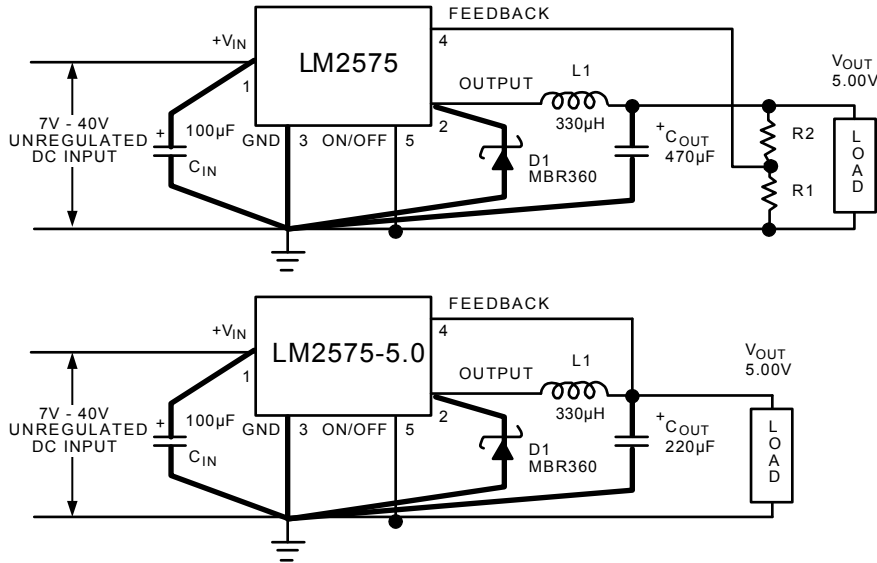 FEEDBACK
+VIN
4
LM2575
L1
VOUT
5.00V
OUTPUT
1
7V - 40V
UNREGULATED
DC INPUT
+
100µF
CIN
GND
3
ON/OFF
5
2
330µH
D1
MBR360
+COUT
470µF
R2
R1
LOAD
FEEDBACK
+VIN
4
LM2575-5.0
L1
VOUT
5.00V
OUTPUT
1
7V - 40V
UNREGULATED
DC INPUT
+
100µF
CIN
GND
3
ON/OFF
5
2
330µH
D1
MBR360
+COUT
220µF
LOAD